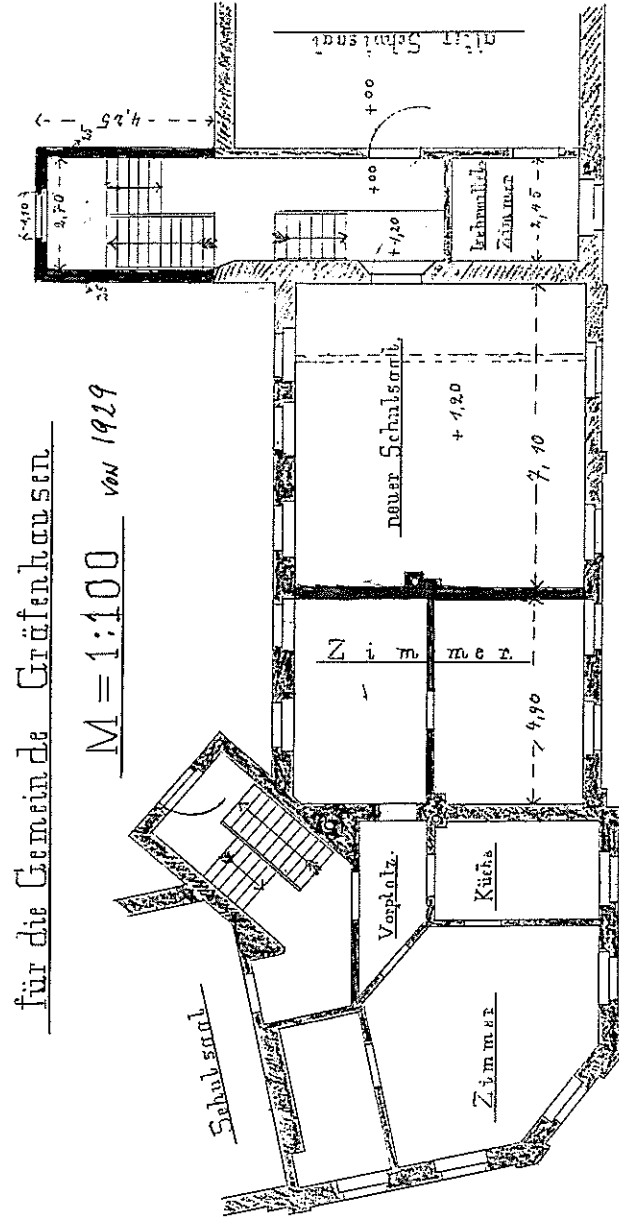 für die Gemeinde Gräfenhausen
M = 1:100 von 1929
Schulsaal
alter Schulsaal
+00
+00
4,25
1,10
2,70
+1,20
Lehrmittel-
Zimmer
2,45
neuer Schulsaal.
+ 1,20
7,10
Zimmer.
4,90
Vorplatz.
Küche
Zimmer